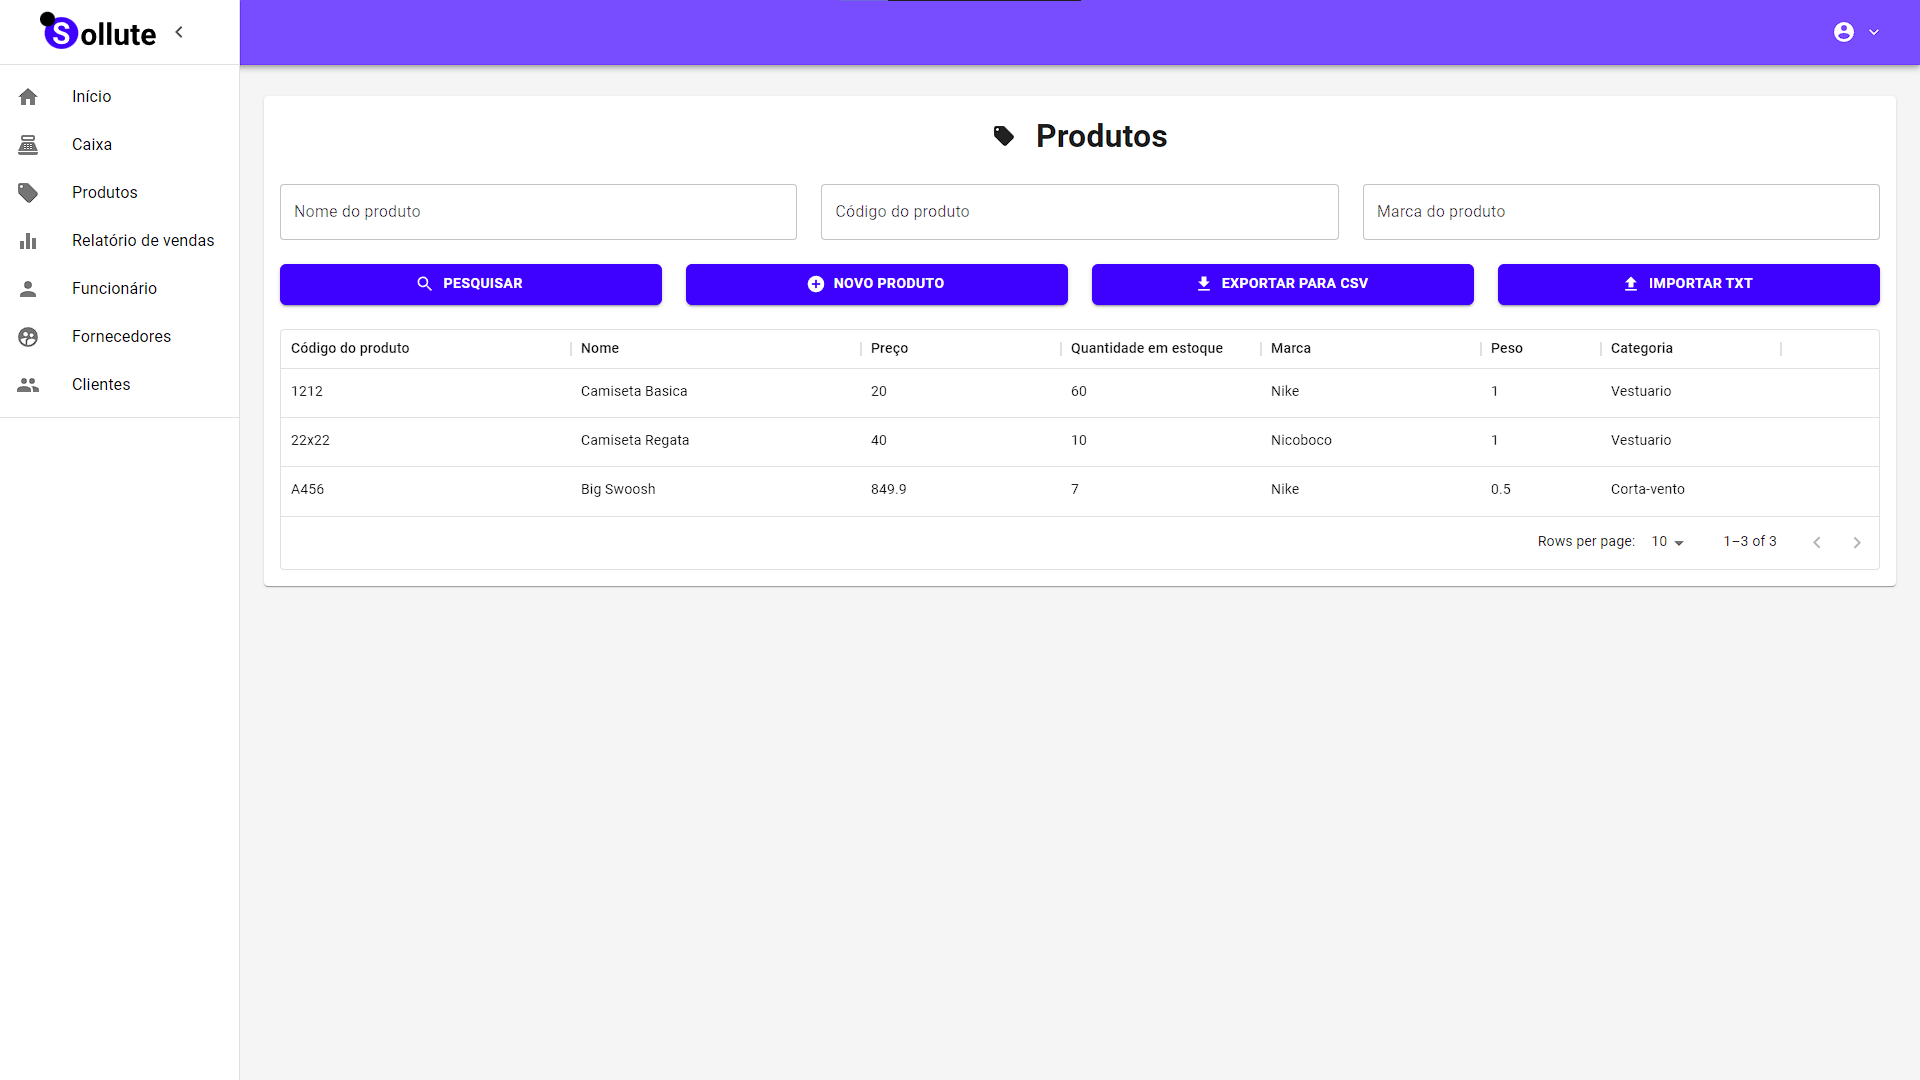 Sollute
Início
Caixa
Produtos
Relatório de vendas
Funcionário
Fornecedores
Clientes
Produtos
Nome do produto Código do produto Marca do produto
PESQUISAR NOVO PRODUTO EXPORTAR PARA CSV IMPORTAR TXT
Código do produto Nome Preço Quantidade em estoque Marca Peso Categoria
1212 Camiseta Basica 20 60 Nike 1 Vestuario
22x22 Camiseta Regata 40 10 Nicoboco 1 Vestuario
A456 Big Swoosh 849.9 7 Nike 0.5 Corta-vento
Rows per page: 10 1–3 of 3